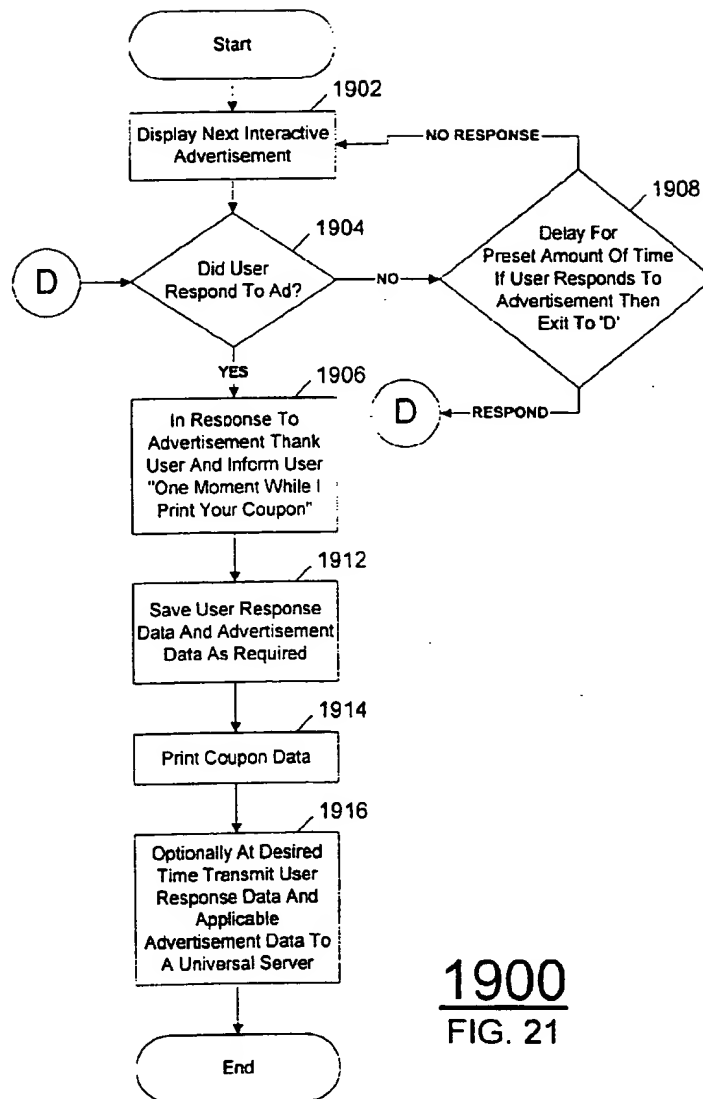 Start
1902
Display Next Interactive
Advertisement
NO RESPONSE
1908
1904
Delay For
Preset Amount Of Time
If User Responds To
Advertisement Then
Exit To 'D'
D
Did User
Respond To Ad?
NO
YES
1906
D
RESPOND
In Response To
Advertisement Thank
User And Inform User
"One Moment While I
Print Your Coupon"
1912
Save User Response
Data And Advertisement
Data As Required
1914
Print Coupon Data
1916
Optionally At Desired
Time Transmit User
Response Data And
Applicable
Advertisement Data To
A Universal Server
End
1900
FIG. 21